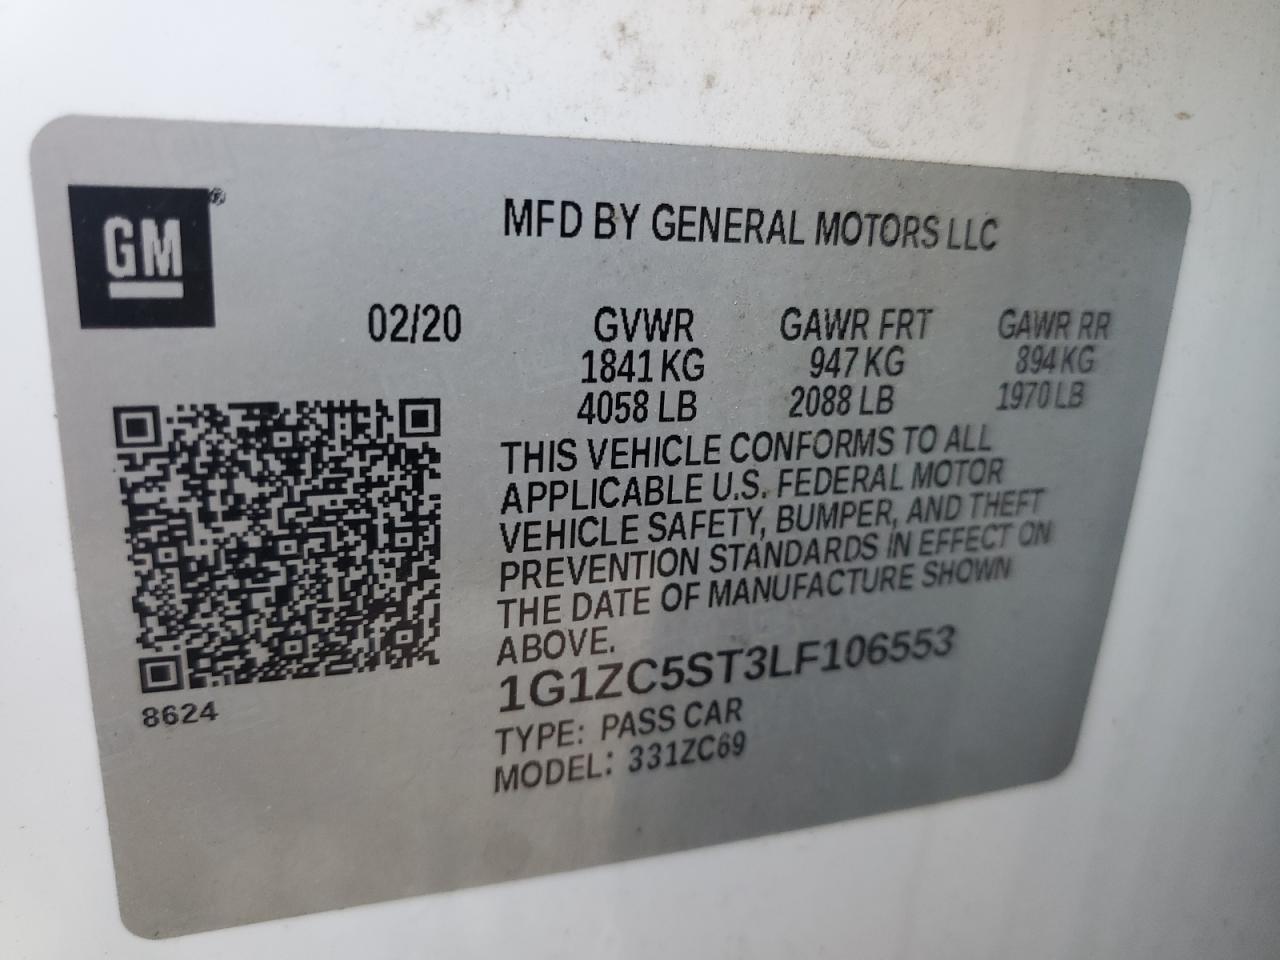 GM®
MFD BY GENERAL MOTORS LLC
02/20 GVWR GAWR FRT GAWR RR
1841 KG 947 KG 894 KG
4058 LB 2088 LB 1970 LB
THIS VEHICLE CONFORMS TO ALL
APPLICABLE U.S. FEDERAL MOTOR
VEHICLE SAFETY, BUMPER, AND THEFT
PREVENTION STANDARDS IN EFFECT ON
THE DATE OF MANUFACTURE SHOWN
ABOVE.
1G1ZC5ST3LF106553
8624
TYPE: PASS CAR
MODEL: 331ZC69